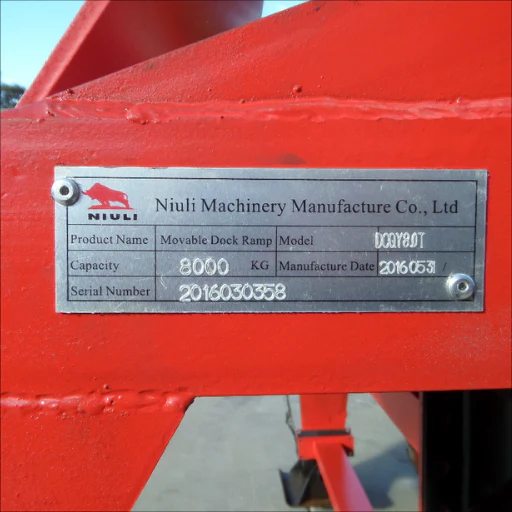 NIULI
Niuli Machinery Manufacture Co., Ltd
Product Name Movable Dock Ramp Model DCQY8.0T
Capacity 8000 KG Manufacture Date 20160531
Serial Number 2016030358